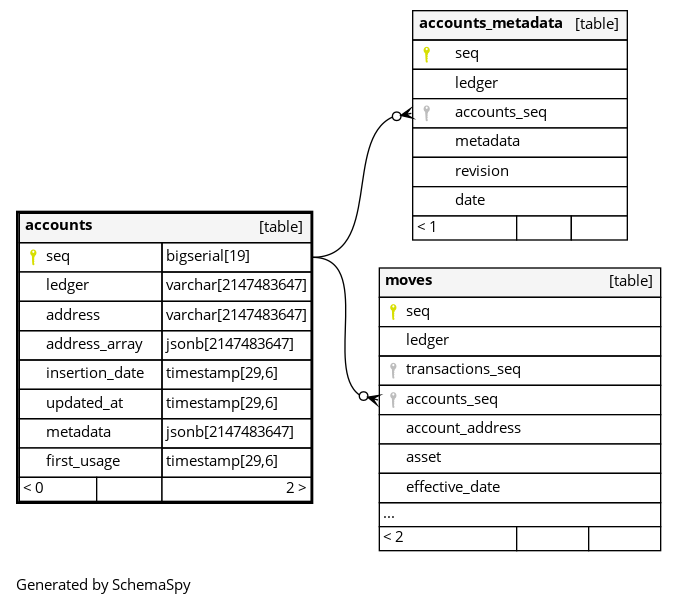 accounts_metadata [table]
seq
ledger
accounts_seq
metadata
revision
date
< 1
accounts [table]
seq bigserial[19]
ledger varchar[2147483647]
address varchar[2147483647]
address_array jsonb[2147483647]
insertion_date timestamp[29,6]
updated_at timestamp[29,6]
metadata jsonb[2147483647]
first_usage timestamp[29,6]
< 0 2 >
moves [table]
seq
ledger
transactions_seq
accounts_seq
account_address
asset
effective_date
...
< 2
Generated by SchemaSpy